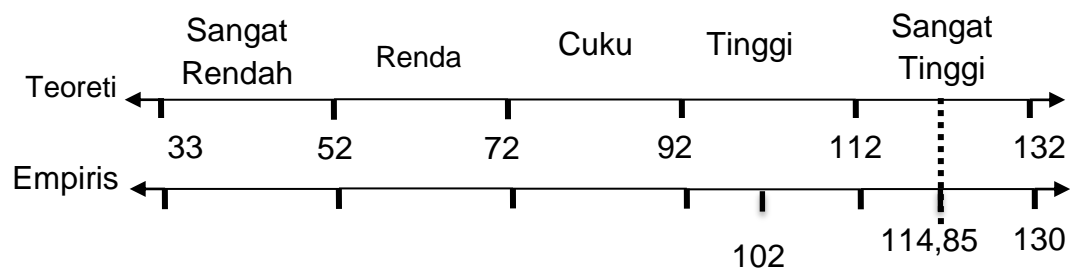 Sangat
Rendah
Renda
Cuku
Tinggi
Sangat
Tinggi
Teoreti
33 52 72 92 112 132
Empiris
102 114,85 130